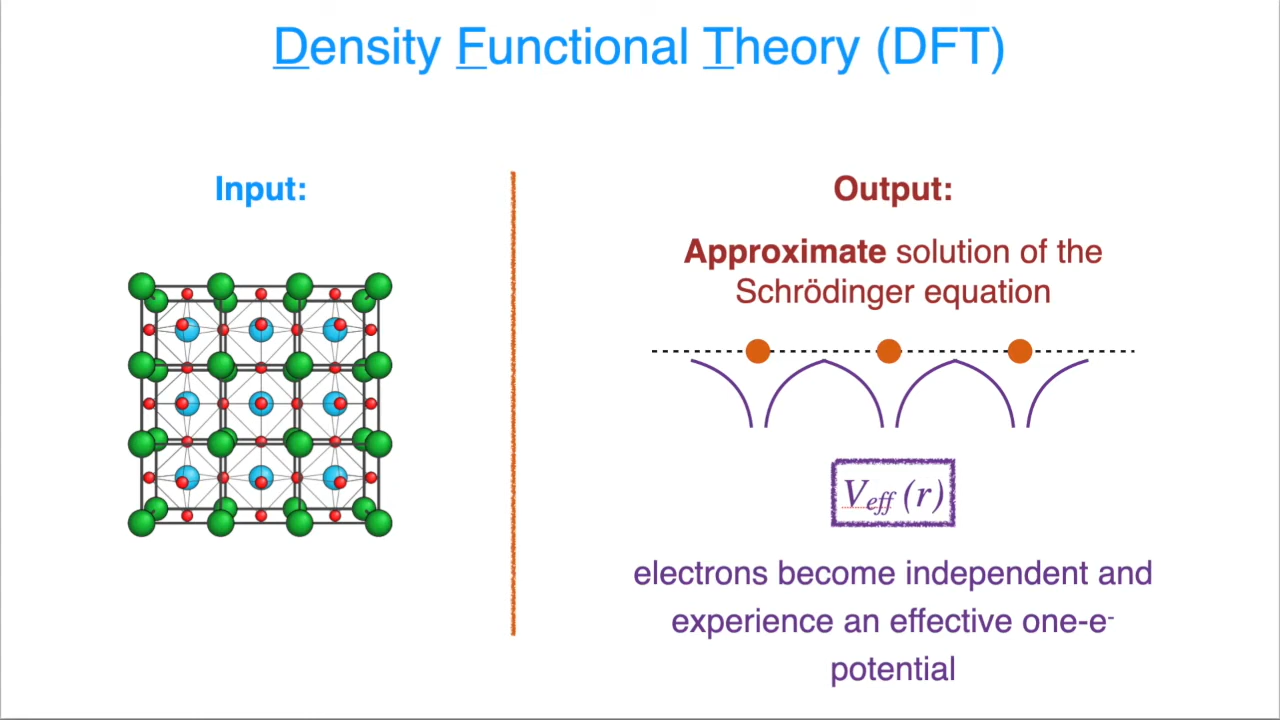 Density Functional Theory (DFT)
Input:
Output:
Approximate solution of the
Schrödinger equation
Veff (r)
electrons become independent and
experience an effective one-e-
potential